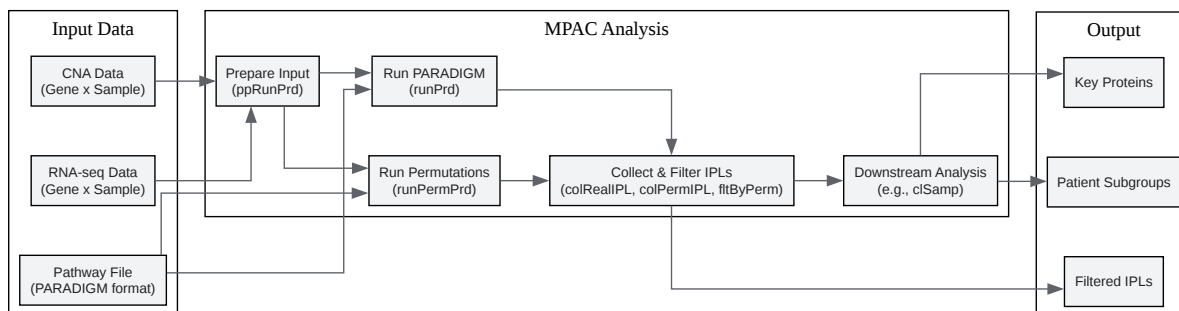 Input Data
CNA Data
(Gene x Sample)
RNA-seq Data
(Gene x Sample)
Pathway File
(PARADIGM format)
MPAC Analysis
Prepare Input
(ppRunPrd)
Run PARADIGM
(runPrd)
Run Permutations
(runPermPrd)
Collect & Filter IPLs
(colRealIPL, colPermIPL, fltByPerm)
Downstream Analysis
(e.g., clSamp)
Output
Key Proteins
Patient Subgroups
Filtered IPLs